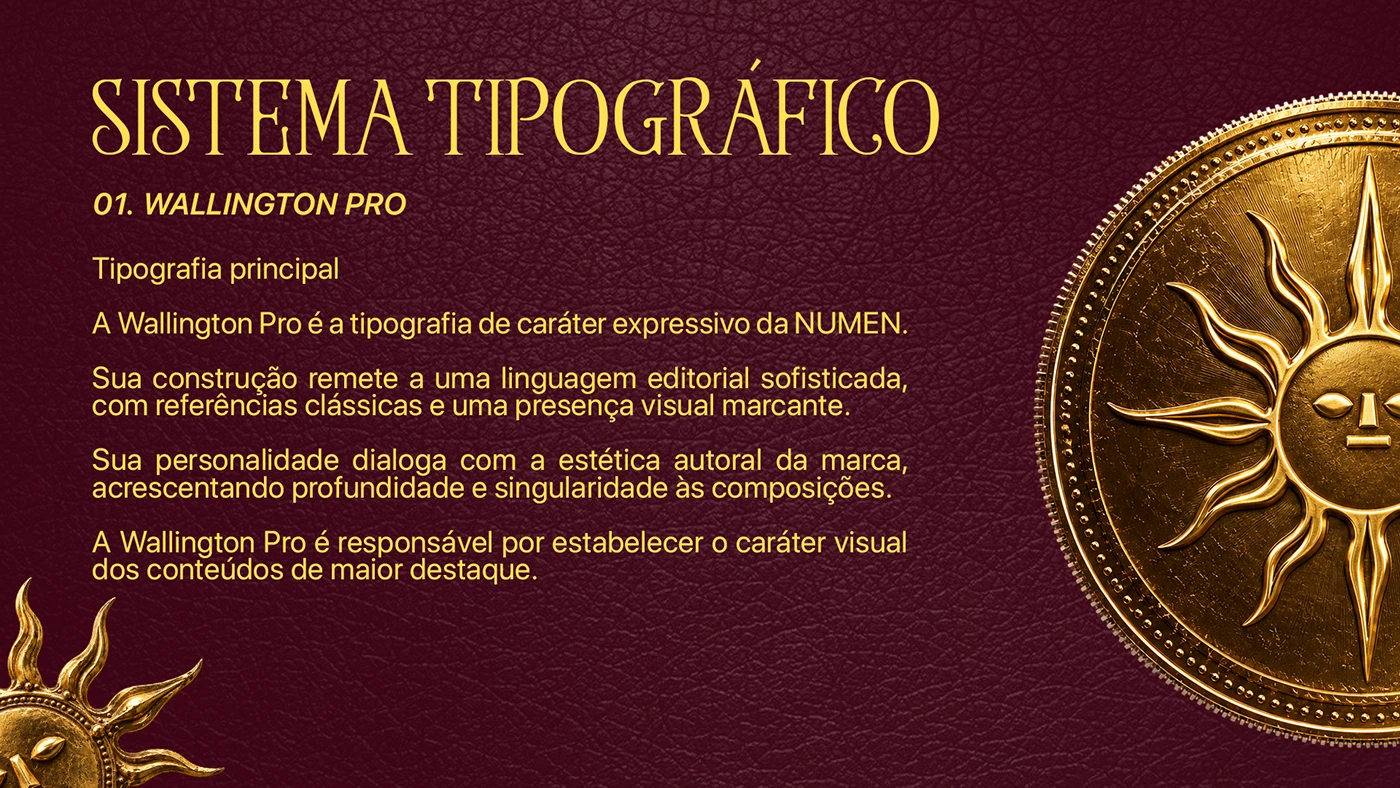 SISTEMA TIPOGRÁFICO
01. WALLINGTON PRO
Tipografia principal
A Wallington Pro é a tipografia de caráter expressivo da NUMEN.
Sua construção remete a uma linguagem editorial sofisticada,
com referências clássicas e uma presença visual marcante.
Sua personalidade dialoga com a estética autoral da marca,
acrescentando profundidade e singularidade às composições.
A Wallington Pro é responsável por estabelecer o caráter visual
dos conteúdos de maior destaque.